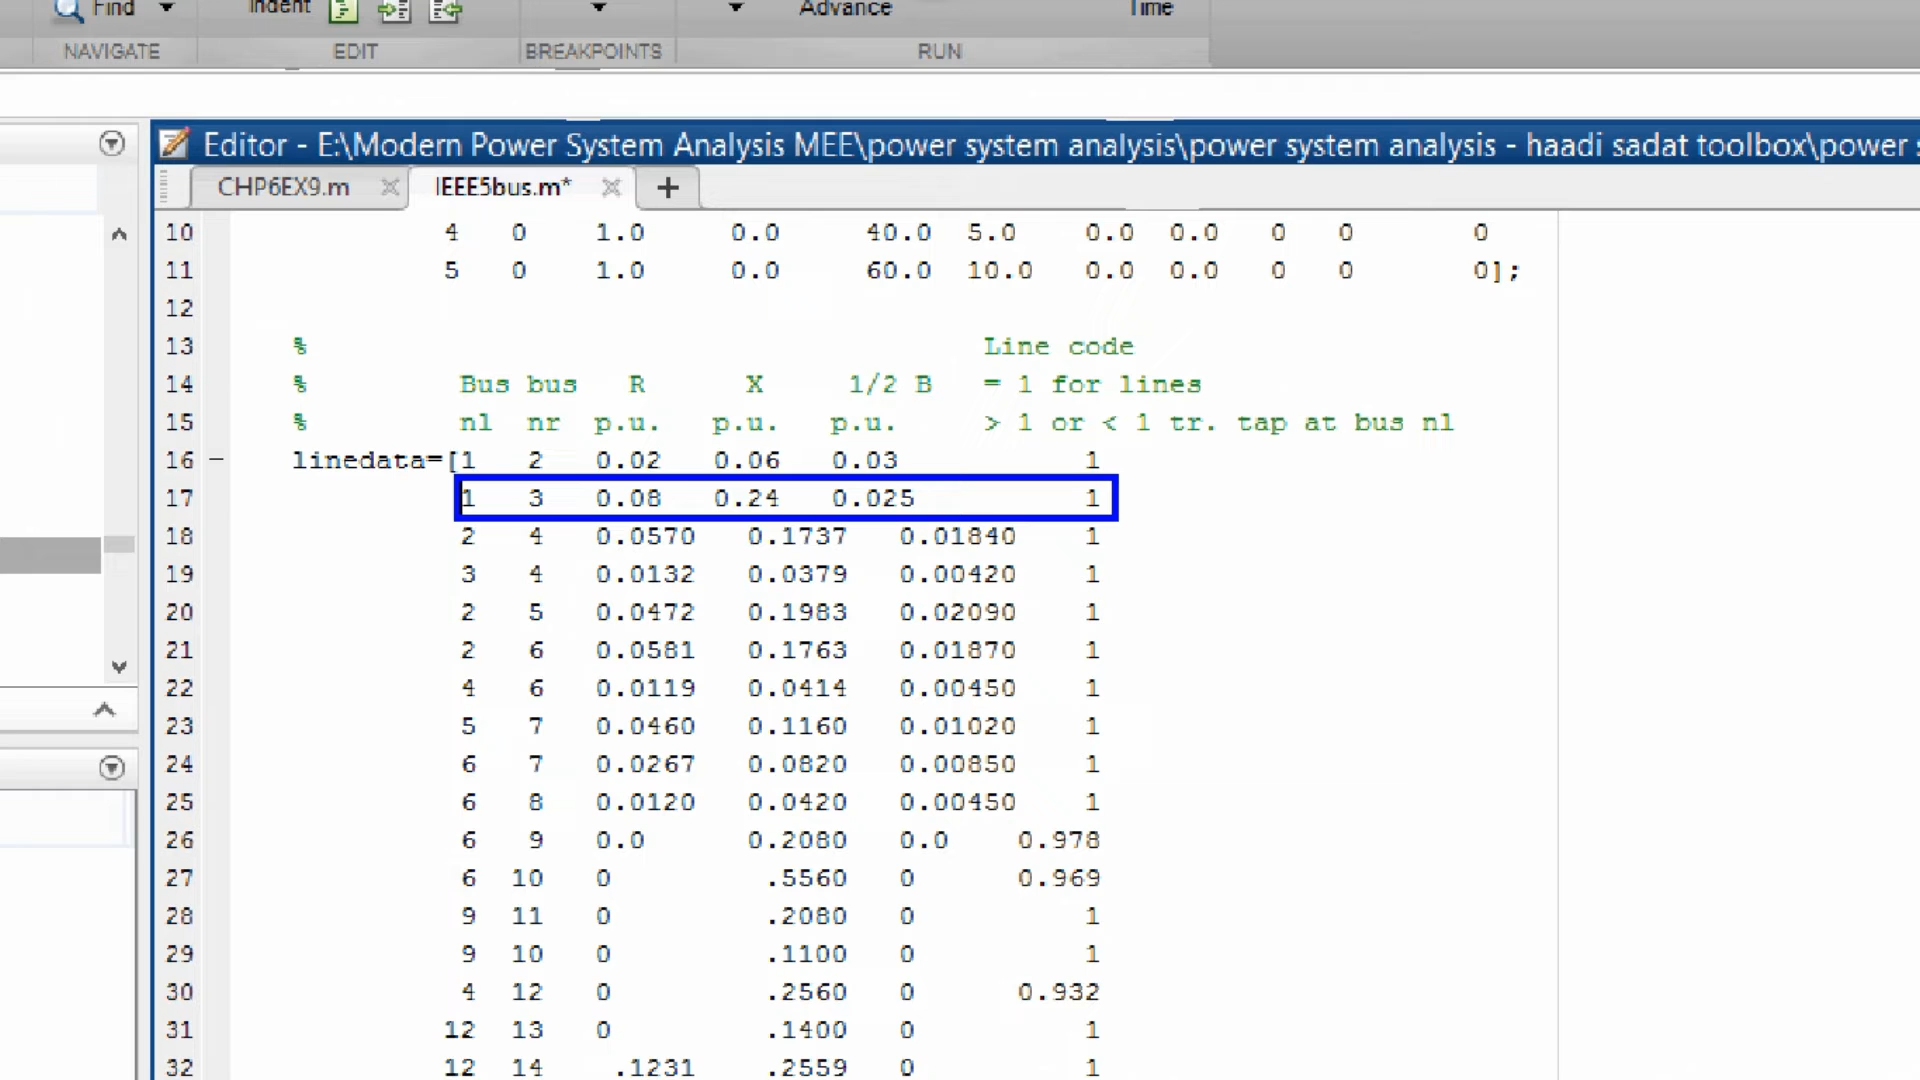 Find
Indent
Advance
Time
NAVIGATE EDIT BREAKPOINTS RUN
Editor - E:\Modern Power System Analysis MEE\power system analysis\power system analysis - haadi sadat toolbox\power s
CHP6EX9.m IEEE5bus.m* +
10 4 0 1.0 0.0 40.0 5.0 0.0 0.0 0 0 0
11 5 0 1.0 0.0 60.0 10.0 0.0 0.0 0 0 0];
12
13 % Line code
14 % Bus bus R X 1/2 B = 1 for lines
15 % nl nr p.u. p.u. p.u. > 1 or < 1 tr. tap at bus nl
16 – linedata=[1 2 0.02 0.06 0.03 1
17 1 3 0.08 0.24 0.025 1
18 2 4 0.0570 0.1737 0.01840 1
19 3 4 0.0132 0.0379 0.00420 1
20 2 5 0.0472 0.1983 0.02090 1
21 2 6 0.0581 0.1763 0.01870 1
22 4 6 0.0119 0.0414 0.00450 1
23 5 7 0.0460 0.1160 0.01020 1
24 6 7 0.0267 0.0820 0.00850 1
25 6 8 0.0120 0.0420 0.00450 1
26 6 9 0.0 0.2080 0.0 0.978
27 6 10 0 .5560 0 0.969
28 9 11 0 .2080 0 1
29 9 10 0 .1100 0 1
30 4 12 0 .2560 0 0.932
31 12 13 0 .1400 0 1
32 12 14 .1231 .2559 0 1